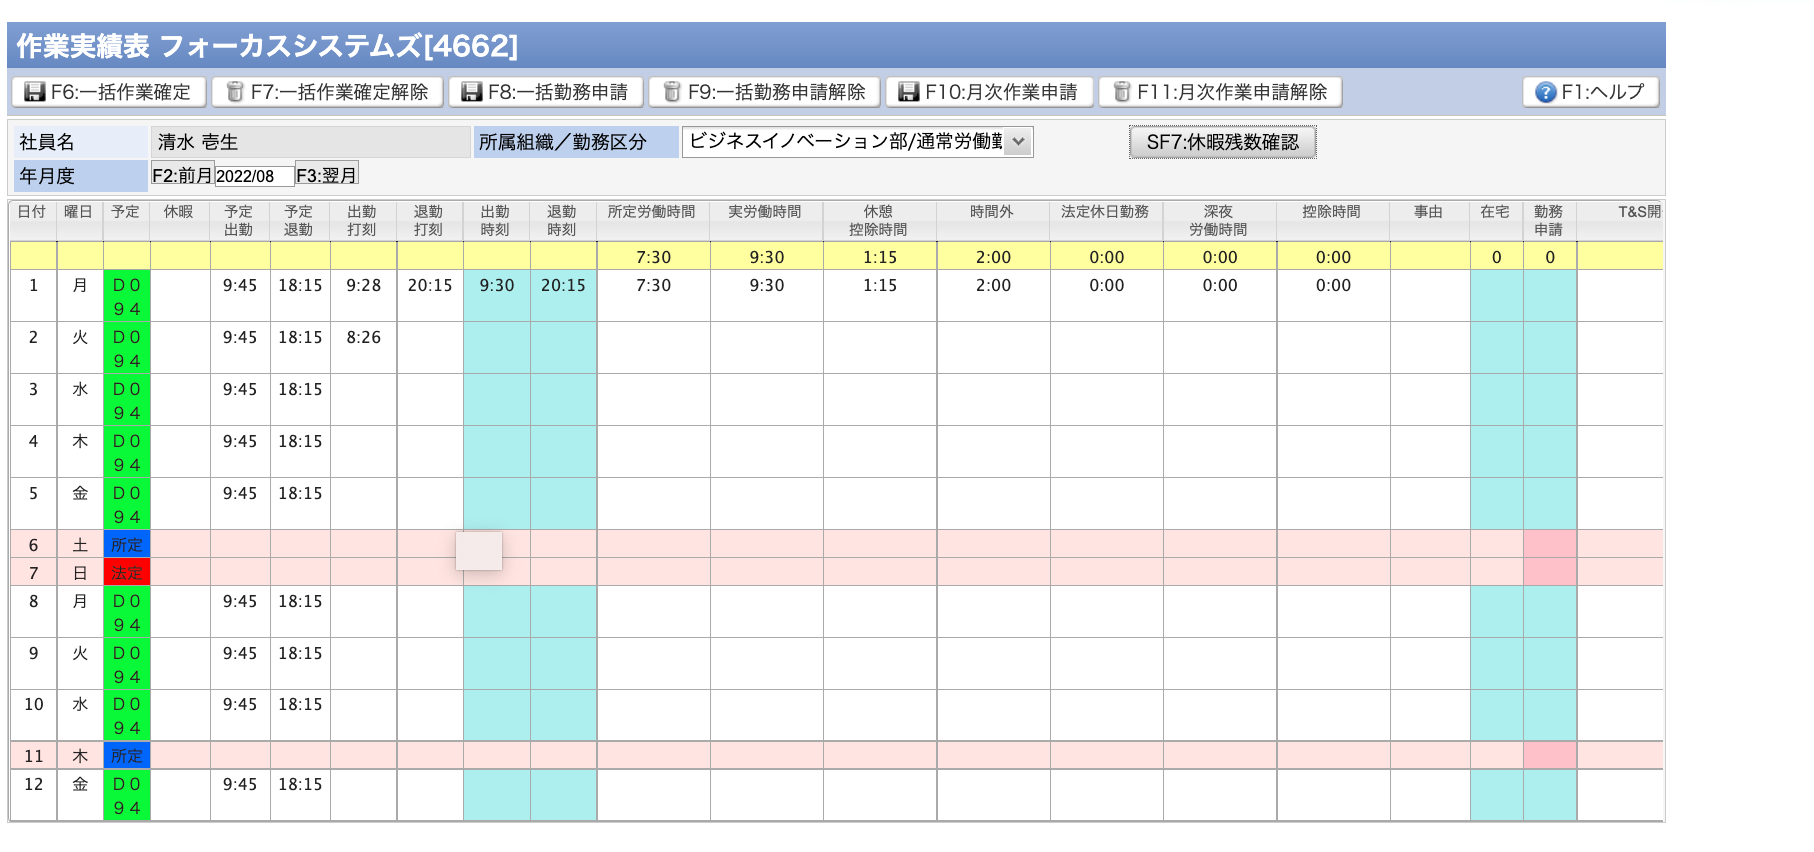 作業実績表 フォーカスシステムズ[4662]
F6:一括作業確定 F7:一括作業確定解除 F8:一括勤務申請 F9:一括勤務申請解除 F10:月次作業申請 F11:月次作業申請解除 F1:ヘルプ
社員名 清水 壱生 所属組織／勤務区分 ビジネスイノベーション部/通常労働 SF7:休暇残数確認
年月度 F2:前月 2022/08 F3:翌月
日付 曜日 予定 休暇 予定 予定 出勤 退勤 出勤 退勤 所定労働時間 実労働時間 休憩 時間外 法定休日勤務 深夜 控除時間 事由 在宅 勤務 T&S開
出勤 退勤 打刻 打刻 時刻 時刻 控除時間 労働時間 申請
7:30 9:30 1:15 2:00 0:00 0:00 0:00 0 0
1 月 D0 9:45 18:15 9:28 20:15 9:30 20:15 7:30 9:30 1:15 2:00 0:00 0:00 0:00
94
2 火 D0 9:45 18:15 8:26
94
3 水 D0 9:45 18:15
94
4 木 D0 9:45 18:15
94
5 金 D0 9:45 18:15
94
6 土 所定
7 日 法定
8 月 D0 9:45 18:15
94
9 火 D0 9:45 18:15
94
10 水 D0 9:45 18:15
94
11 木 所定
12 金 D0 9:45 18:15
94